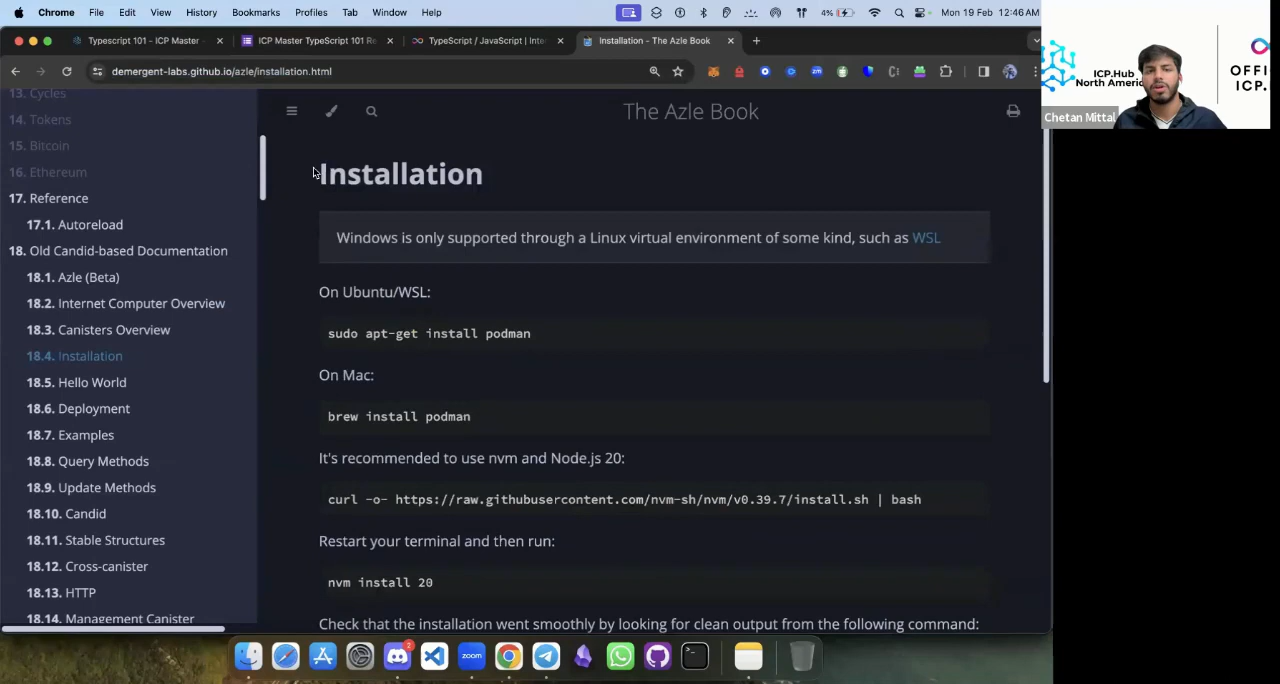 Chrome File Edit View History Bookmarks Profiles Tab Window Help 4% Mon 19 Feb 12:46 AM
Typescript 101 - ICP Master
ICP Master TypeScript 101 Re
TypeScript / JavaScript | Inte
Installation - The Azle Book
demergent-labs.github.io/azle/installation.html
13. Cycles
14. Tokens
15. Bitcoin
16. Ethereum
17. Reference
17.1. Autoreload
18. Old Candid-based Documentation
18.1. Azle (Beta)
18.2. Internet Computer Overview
18.3. Canisters Overview
18.4. Installation
18.5. Hello World
18.6. Deployment
18.7. Examples
18.8. Query Methods
18.9. Update Methods
18.10. Candid
18.11. Stable Structures
18.12. Cross-canister
18.13. HTTP
18.14. Management Canister
The Azle Book
Installation
Windows is only supported through a Linux virtual environment of some kind, such as WSL
On Ubuntu/WSL:
sudo apt-get install podman
On Mac:
brew install podman
It's recommended to use nvm and Node.js 20:
curl -o- https://raw.githubusercontent.com/nvm-sh/nvm/v0.39.7/install.sh | bash
Restart your terminal and then run:
nvm install 20
Check that the installation went smoothly by looking for clean output from the following command:
ICP.Hub
North America
OFFI
ICP.
Chetan Mittal
2
zoom